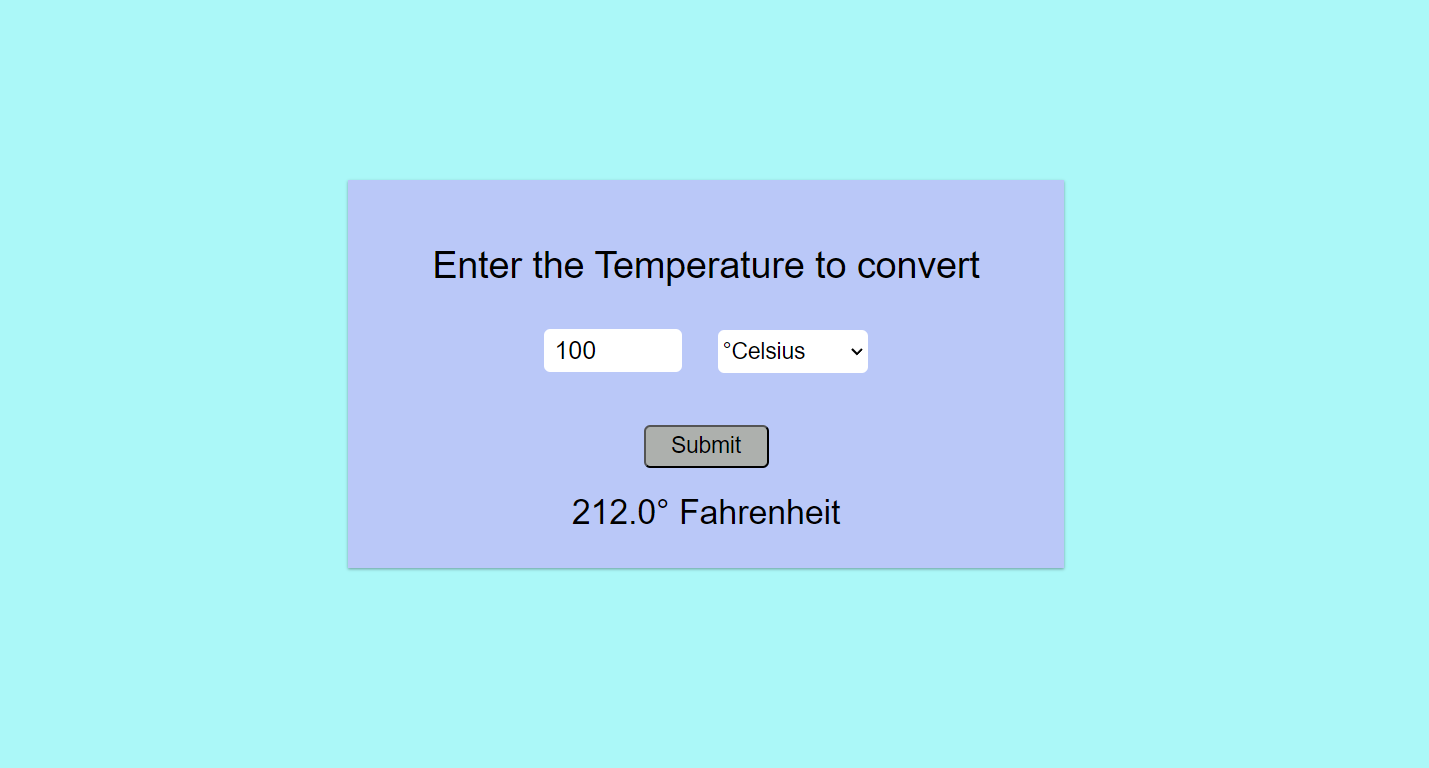 Enter the Temperature to convert
100 °Celsius
Submit
212.0° Fahrenheit